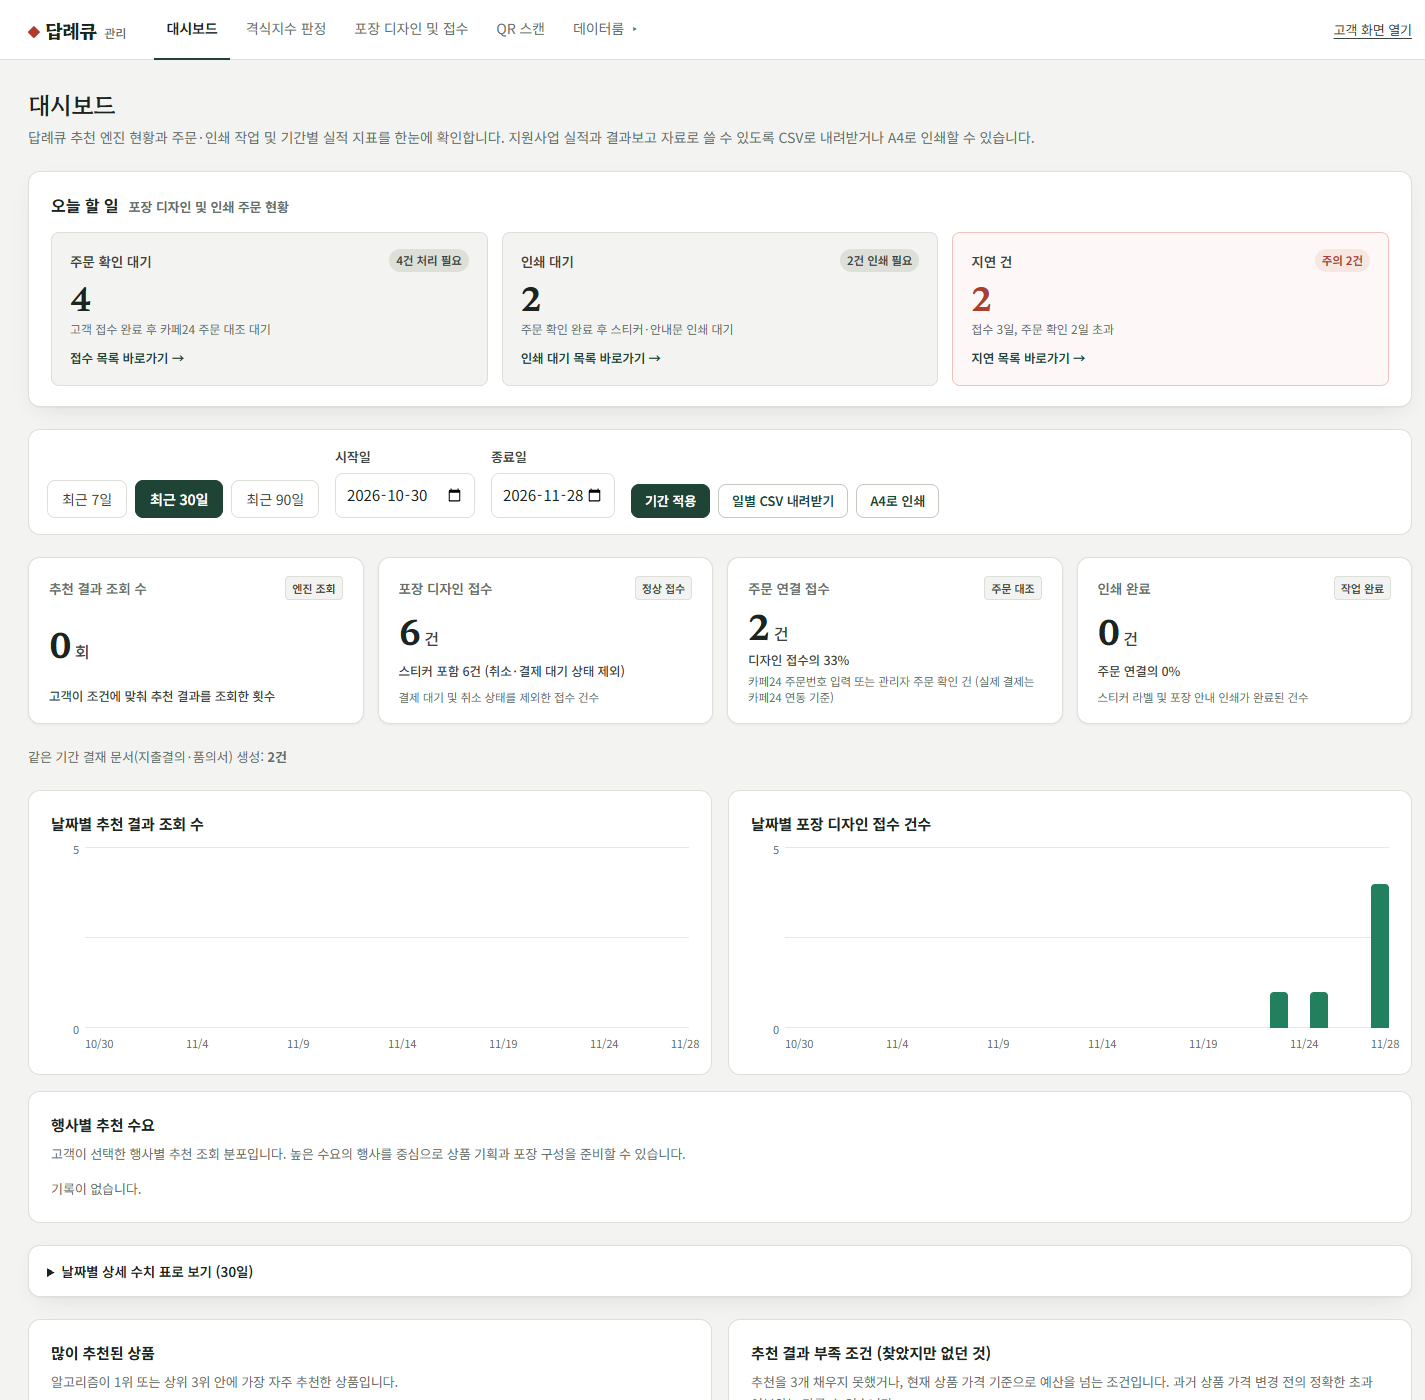 답례큐 관리
대시보드
격식지수 판정
포장 디자인 및 접수
QR 스캔
데이터룸
고객 화면 열기
대시보드
답례큐 추천 엔진 현황과 주문·인쇄 작업 및 기간별 실적 지표를 한눈에 확인합니다. 지원사업 실적과 결과보고 자료로 쓸 수 있도록 CSV로 내려받거나 A4로 인쇄할 수 있습니다.
오늘 할 일 포장 디자인 및 인쇄 주문 현황
주문 확인 대기
4건 처리 필요
4
고객 접수 완료 후 카페24 주문 대조 대기
접수 목록 바로가기 →
인쇄 대기
2건 인쇄 필요
2
주문 확인 완료 후 스티커·안내문 인쇄 대기
인쇄 대기 목록 바로가기 →
지연 건
주의 2건
2
접수 3일, 주문 확인 2일 초과
지연 목록 바로가기 →
최근 7일
최근 30일
최근 90일
시작일
2026-10-30
종료일
2026-11-28
기간 적용
일별 CSV 내려받기
A4로 인쇄
추천 결과 조회 수
엔진 조회
0 회
고객이 조건에 맞춰 추천 결과를 조회한 횟수
포장 디자인 접수
정상 접수
6 건
스티커 포함 6건 (취소·결제 대기 상태 제외)
결제 대기 및 취소 상태를 제외한 접수 건수
주문 연결 접수
주문 대조
2 건
디자인 접수의 33%
카페24 주문번호 입력 또는 관리자 주문 확인 건 (실제 결제는
카페24 연동 기준)
인쇄 완료
작업 완료
0 건
주문 연결의 0%
스티커 라벨 및 포장 안내 인쇄가 완료된 건수
같은 기간 결재 문서(지출결의·품의서) 생성: 2건
날짜별 추천 결과 조회 수
5
0
10/30
11/4
11/9
11/14
11/19
11/24
11/28
날짜별 포장 디자인 접수 건수
5
0
10/30
11/4
11/9
11/14
11/19
11/24
11/28
행사별 추천 수요
고객이 선택한 행사별 추천 조회 분포입니다. 높은 수요의 행사를 중심으로 상품 기획과 포장 구성을 준비할 수 있습니다.
기록이 없습니다.
날짜별 상세 수치 표로 보기 (30일)
많이 추천된 상품
알고리즘이 1위 또는 상위 3위 안에 가장 자주 추천한 상품입니다.
추천 결과 부족 조건 (찾았지만 없던 것)
추천을 3개 채우지 못했거나, 현재 상품 가격 기준으로 예산을 넘는 조건입니다. 과거 상품 가격 변경 전의 정확한 초과